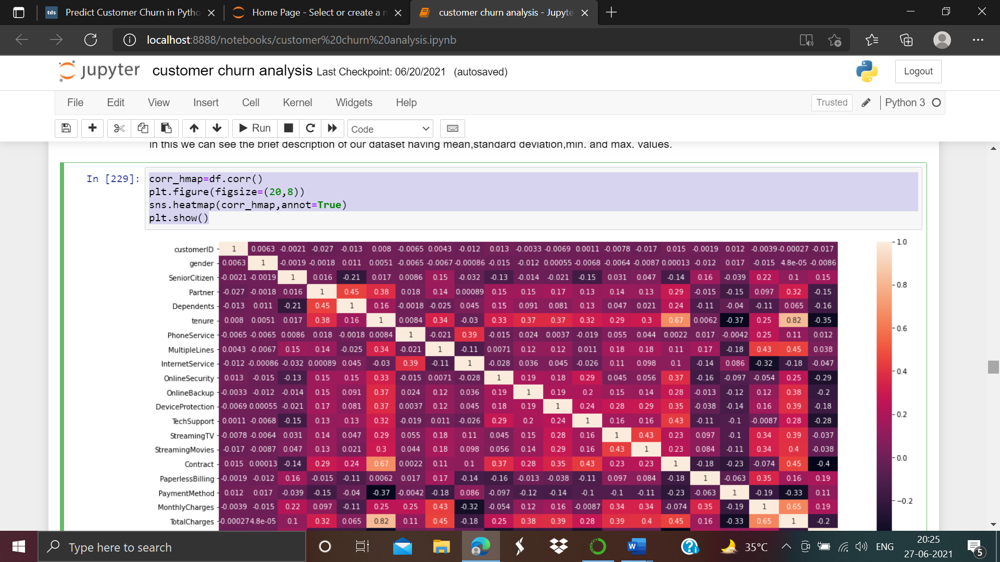 tds Predict Customer Churn in Pytho
Home Page - Select or create a n
customer churn analysis - Jupyte
localhost:8888/notebooks/customer%20churn%20analysis.ipynb
jupyter customer churn analysis Last Checkpoint: 06/20/2021 (autosaved) Logout
File Edit View Insert Cell Kernel Widgets Help Trusted Python 3
Run Code
in this we can see the brief description of our dataset having mean,standard deviation,min. and max. values.
In [229]: corr_hmap=df.corr()
plt.figure(figsize=(20,8))
sns.heatmap(corr_hmap,annot=True)
plt.show()
customerID 1 0.0063 -0.0021 -0.027 -0.013 0.008 -0.0065 0.0043 -0.012 0.013 -0.0033 -0.0069 0.0011 -0.0078 -0.017 0.015 -0.0019 0.012 -0.0039 -0.00027 -0.017
gender 0.0063 1 -0.0019 -0.0018 0.011 0.0051 -0.0065 -0.0067 -0.00086 -0.015 -0.012 0.00055 -0.0068 -0.0064 -0.0087 0.00013 -0.012 0.017 -0.015 4.8e-05 -0.0086
SeniorCitizen -0.0021 -0.0019 1 0.016 -0.21 0.017 0.0086 0.15 -0.032 -0.13 -0.014 -0.021 -0.15 0.031 0.047 -0.14 0.16 -0.039 0.22 0.1 0.15
Partner -0.027 -0.0018 0.016 1 0.45 0.38 0.018 0.14 0.00089 0.15 0.15 0.17 0.13 0.14 0.13 0.29 -0.015 -0.15 0.097 0.32 -0.15
Dependents -0.013 0.011 -0.21 0.45 1 0.16 -0.0018 -0.025 0.045 0.15 0.091 0.081 0.13 0.047 0.021 0.24 -0.11 -0.04 -0.11 0.065 -0.16
tenure 0.008 0.0051 0.017 0.38 0.16 1 0.0084 0.34 -0.03 0.33 0.37 0.37 0.32 0.29 0.3 0.67 0.0062 -0.37 0.25 0.82 -0.35
PhoneService -0.0065 -0.0065 0.0086 0.018 -0.0018 0.0084 1 -0.021 0.39 -0.015 0.024 0.0037 -0.019 0.055 0.044 0.0022 0.017 -0.0042 0.25 0.11 0.012
MultipleLines 0.0043 -0.0067 0.15 0.14 -0.025 0.34 -0.021 1 -0.11 0.0071 0.12 0.12 0.011 0.18 0.18 0.11 0.17 -0.18 0.43 0.45 0.038
InternetService -0.012 -0.00086 -0.032 0.00089 0.045 -0.03 0.39 -0.11 1 -0.028 0.036 0.045 -0.026 0.11 0.098 0.1 -0.14 0.086 -0.32 -0.18 -0.047
OnlineSecurity 0.013 -0.015 -0.13 0.15 0.15 0.33 -0.015 0.0071 -0.028 1 0.19 0.18 0.29 0.045 0.056 0.37 -0.16 -0.097 -0.054 0.25 -0.29
OnlineBackup -0.0033 -0.012 -0.014 0.15 0.091 0.37 0.024 0.12 0.036 0.19 1 0.19 0.2 0.15 0.14 0.28 -0.013 -0.12 0.12 0.38 -0.2
DeviceProtection -0.0069 0.00055 -0.021 0.17 0.081 0.37 0.0037 0.12 0.045 0.18 0.19 1 0.24 0.28 0.29 0.35 -0.038 -0.14 0.16 0.39 -0.18
TechSupport 0.0011 -0.0068 -0.15 0.13 0.13 0.32 -0.019 0.011 -0.026 0.29 0.2 0.24 1 0.16 0.16 0.43 -0.11 -0.1 -0.0087 0.28 -0.28
StreamingTV -0.0078 -0.0064 0.031 0.14 0.047 0.29 0.055 0.18 0.11 0.045 0.15 0.28 0.16 1 0.43 0.23 0.097 -0.1 0.34 0.39 -0.037
StreamingMovies -0.017 -0.0087 0.047 0.13 0.021 0.3 0.044 0.18 0.098 0.056 0.14 0.29 0.16 0.43 1 0.23 0.084 -0.11 0.34 0.4 -0.038
Contract 0.015 0.00013 -0.14 0.29 0.24 0.67 0.0022 0.11 0.1 0.37 0.28 0.35 0.43 0.23 0.23 1 -0.18 -0.23 -0.074 0.45 -0.4
PaperlessBilling -0.0019 -0.012 0.16 -0.015 -0.11 0.0062 0.017 0.17 -0.14 -0.16 -0.013 -0.038 -0.11 0.097 0.084 -0.18 1 -0.063 0.35 0.16 0.19
PaymentMethod 0.012 0.017 -0.039 -0.15 -0.04 -0.37 -0.0042 -0.18 0.086 -0.097 -0.12 -0.14 -0.1 -0.1 -0.11 -0.23 -0.063 1 -0.19 -0.33 0.11
MonthlyCharges -0.0039 -0.015 0.22 0.097 -0.11 0.25 0.25 0.43 -0.32 -0.054 0.12 0.16 -0.0087 0.34 0.34 -0.074 0.35 -0.19 1 0.65 0.19
TotalCharges -0.00027 4.8e-05 0.1 0.32 0.065 0.82 0.11 0.45 -0.18 0.25 0.38 0.39 0.28 0.39 0.4 0.45 0.16 -0.33 0.65 1 -0.2
1.0
0.8
0.6
0.4
0.2
0.0
-0.2
Type here to search 35°C ENG 20:25
27-06-2021 5